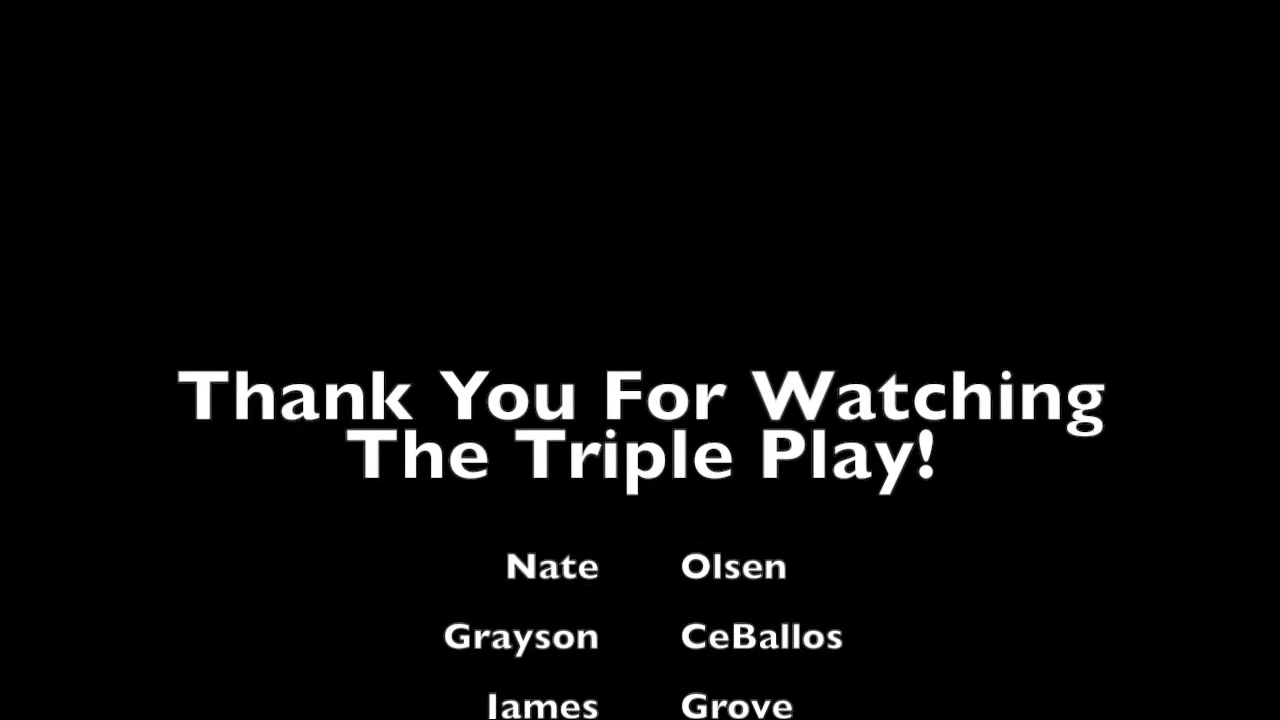 Thank You For Watching
The Triple Play!
Nate Olsen
Grayson CeBallos
James Grove